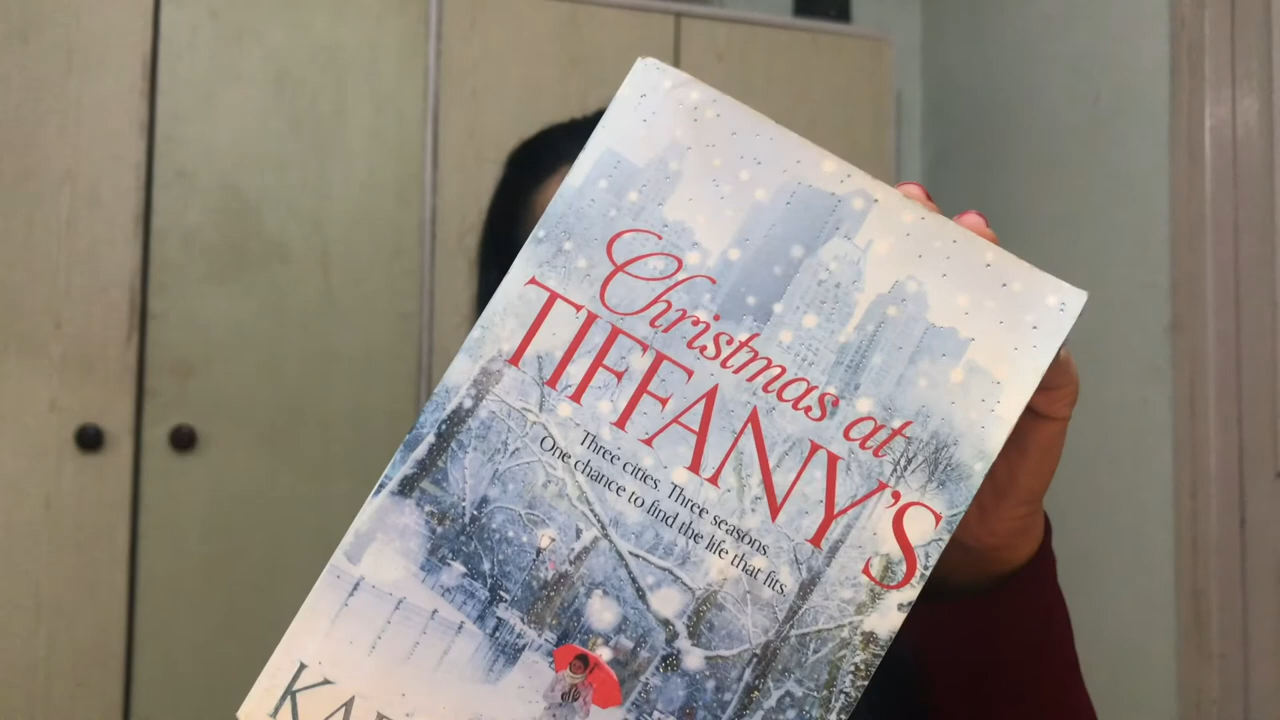 Christmas at
TIFFANY'S
Three cities. Three seasons.
One chance to find the life that fits.